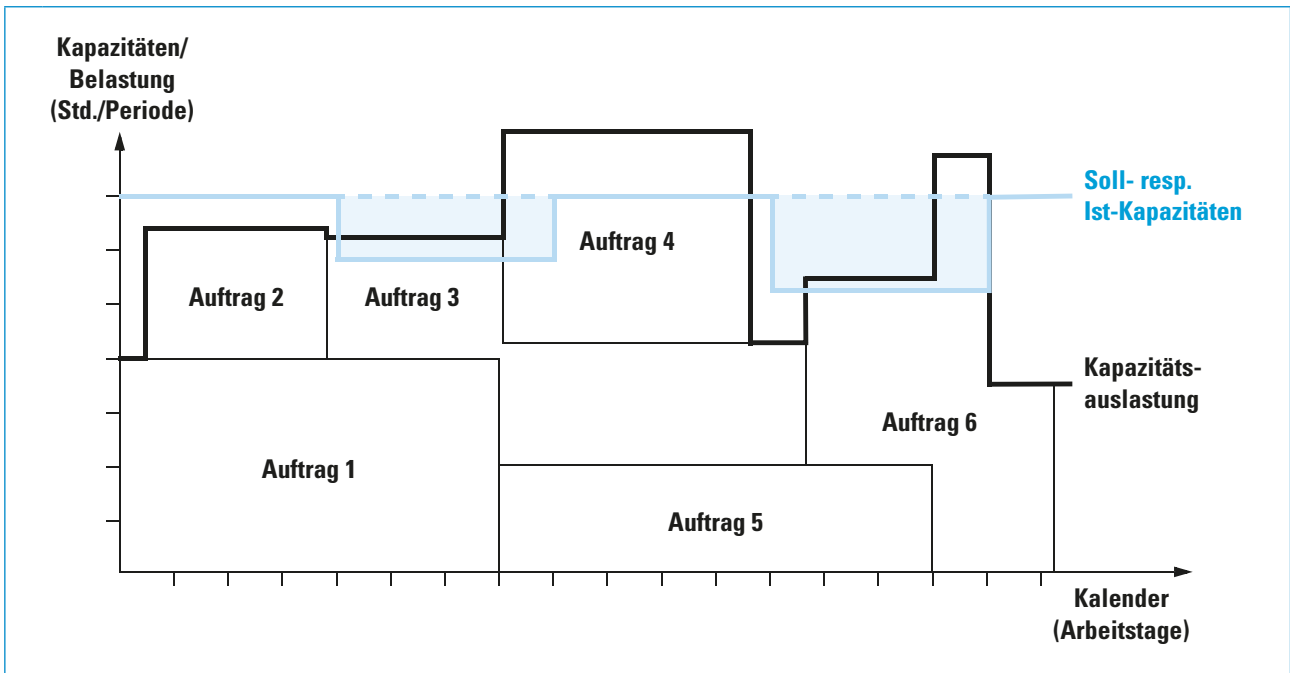 Kapazitäten/
Belastung
(Std./Periode)
Soll- resp.
Ist-Kapazitäten
Auftrag 4
Auftrag 2
Auftrag 3
Kapazitäts-
auslastung
Auftrag 6
Auftrag 1
Auftrag 5
Kalender
(Arbeitstage)